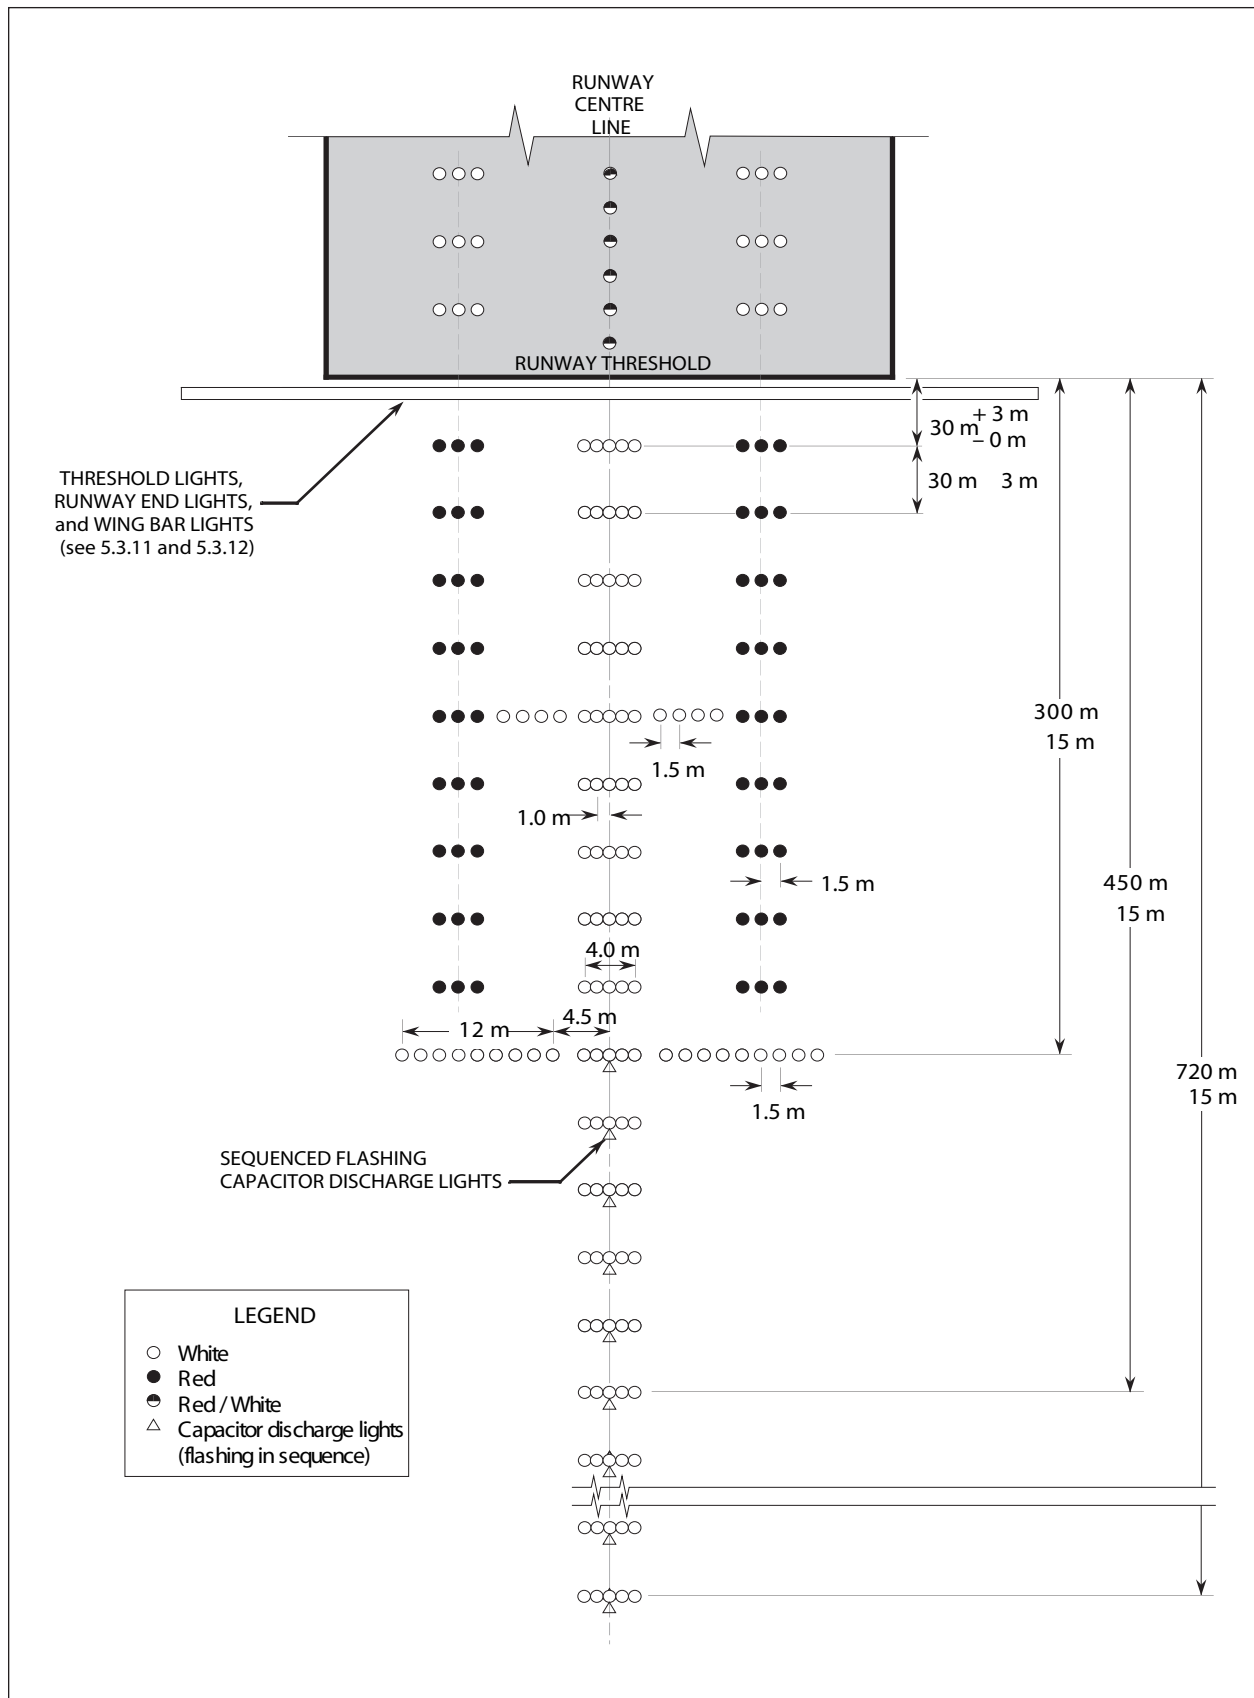 RUNWAY
CENTRE
LINE
RUNWAY THRESHOLD
30 m + 3 m
– 0 m
30 m 3 m
THRESHOLD LIGHTS,
RUNWAY END LIGHTS,
and WING BAR LIGHTS
(see 5.3.11 and 5.3.12)
300 m
15 m
1.5 m
1.0 m
1.5 m
450 m
15 m
4.0 m
12 m
4.5 m
720 m
15 m
1.5 m
SEQUENCED FLASHING
CAPACITOR DISCHARGE LIGHTS
LEGEND
White
Red
Red / White
Capacitor discharge lights
(flashing in sequence)